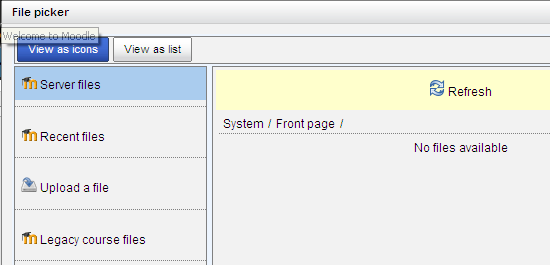 File picker
Welcome to Moodle
View as icons
View as list
Server files
Recent files
Upload a file
Legacy course files
Refresh
System / Front page /
No files available